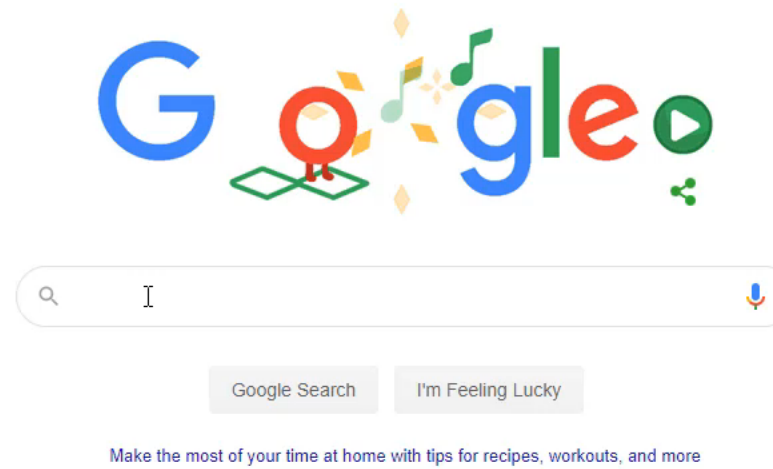 Google
Google Search
I'm Feeling Lucky
Make the most of your time at home with tips for recipes, workouts, and more